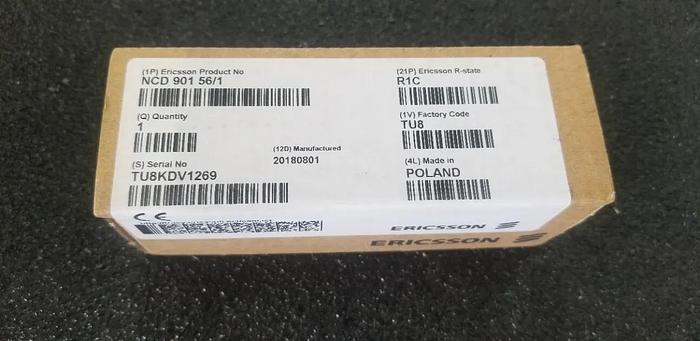 (1P) Ericsson Product No
NCD 901 56/1
(21P) Ericsson R-state
R1C
(Q) Quantity
1
(1V) Factory Code
TU8
(12D) Manufactured
20180801
(S) Serial No
TU8KDV1269
(4L) Made in
POLAND
CE
ERICSSON
ERICSSON